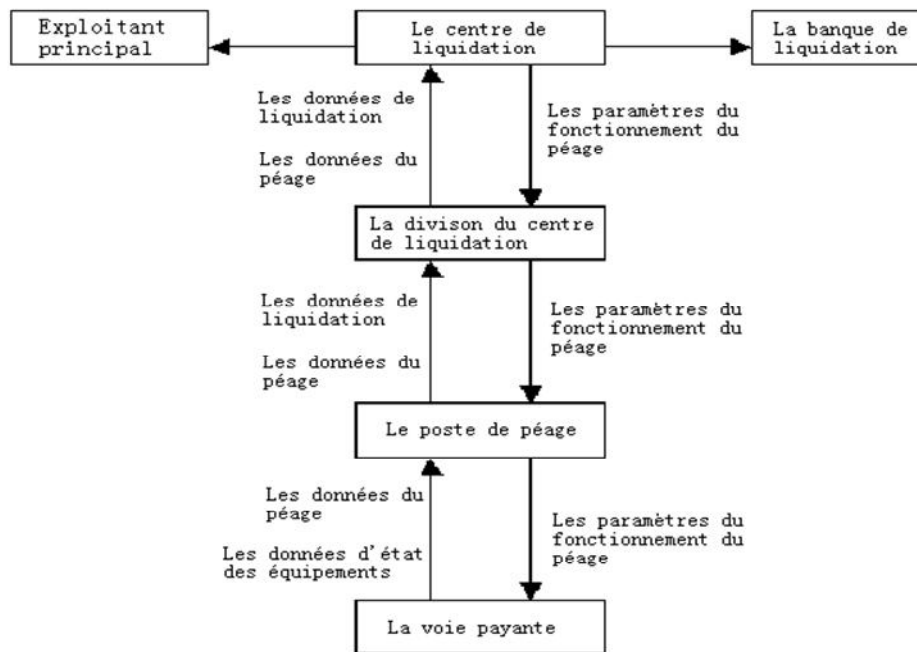 Exploitant
principal
Le centre de
liquidation
La banque de
liquidation
Les données de
liquidation
Les données du
péage
Les paramètres du
fonctionnement du
péage
La divison du centre
de liquidation
Les données de
liquidation
Les données du
péage
Les paramètres du
fonctionnement du
péage
Le poste de péage
Les données du
péage
Les données d'état
des équipements
Les paramètres du
fonctionnement du
péage
La voie payante